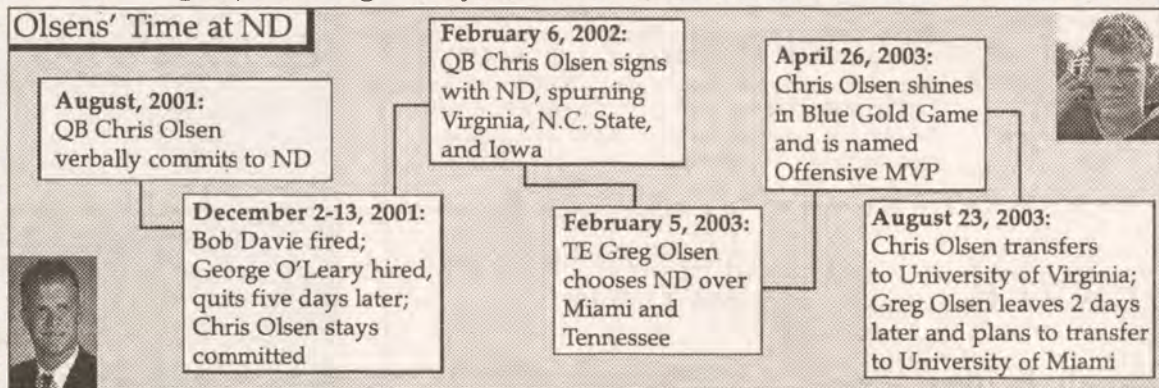 Olsens' Time at ND
August, 2001:
QB Chris Olsen
verbally commits to ND
December 2-13, 2001:
Bob Davie fired;
George O'Leary hired,
quits five days later;
Chris Olsen stays
committed
February 6, 2002:
QB Chris Olsen signs
with ND, spurning
Virginia, N.C. State,
and Iowa
February 5, 2003:
TE Greg Olsen
chooses ND over
Miami and
Tennessee
April 26, 2003:
Chris Olsen shines
in Blue Gold Game
and is named
Offensive MVP
August 23, 2003:
Chris Olsen transfers
to University of Virginia;
Greg Olsen leaves 2 days
later and plans to transfer
to University of Miami